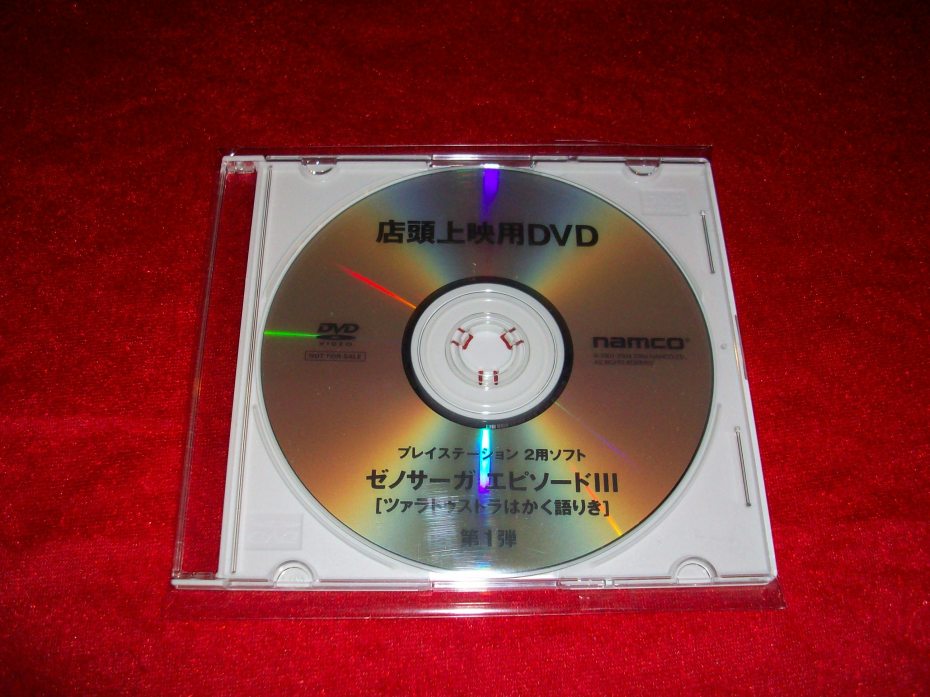 店頭上映用DVD
DVD
VIDEO
NOT FOR SALE
namco®
プレイステーション 2用ソフト
ゼノサーガ エピソードIII
[ツァラトゥストラはかく語りき]
第1弾